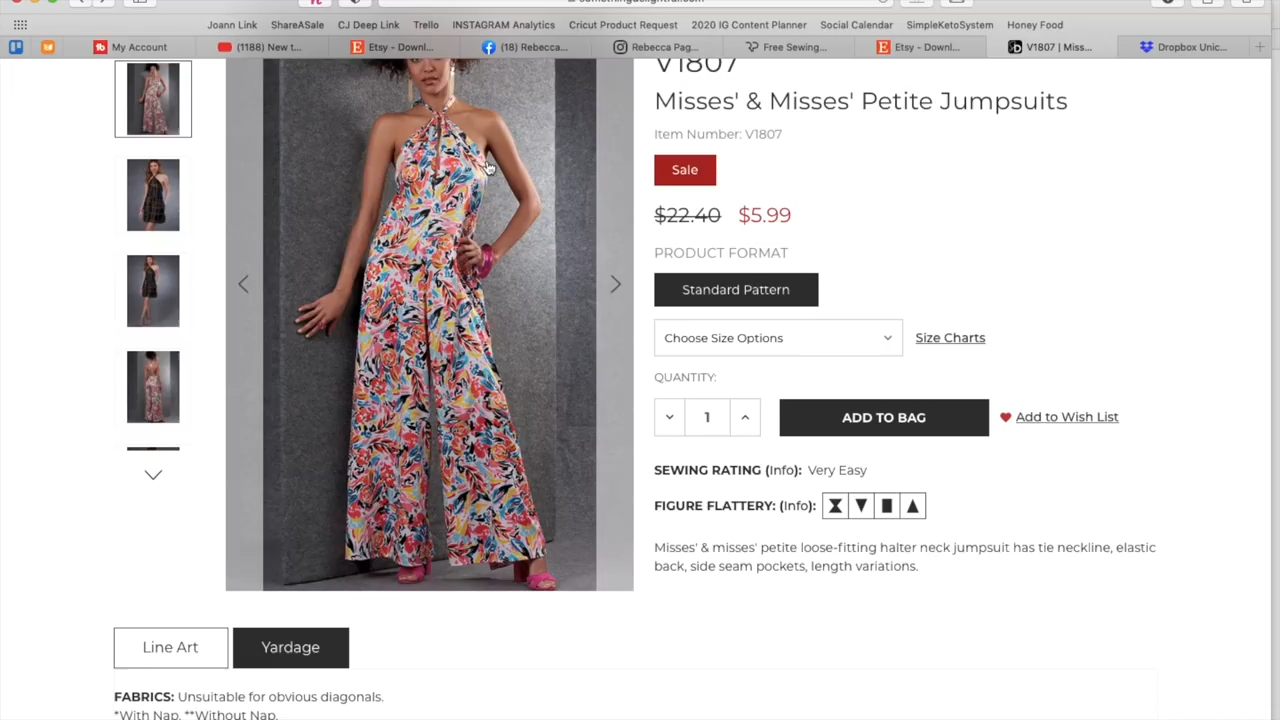 somethingdelightful.com
Joann Link ShareASale CJ Deep Link Trello INSTAGRAM Analytics Cricut Product Request 2020 IG Content Planner Social Calendar SimpleKetoSystem Honey Food
My Account (1188) New t... Etsy - Downl... (18) Rebecca... Rebecca Pag... Free Sewing... Etsy - Downl... V1807 | Miss... Dropbox Unic...
V1807
Misses' & Misses' Petite Jumpsuits
Item Number: V1807
Sale
$22.40 $5.99
PRODUCT FORMAT
Standard Pattern
Choose Size Options Size Charts
QUANTITY:
1 ADD TO BAG Add to Wish List
SEWING RATING (Info): Very Easy
FIGURE FLATTERY: (Info):
Misses' & misses' petite loose-fitting halter neck jumpsuit has tie neckline, elastic
back, side seam pockets, length variations.
Line Art Yardage
FABRICS: Unsuitable for obvious diagonals.
*With Nap. **Without Nap.